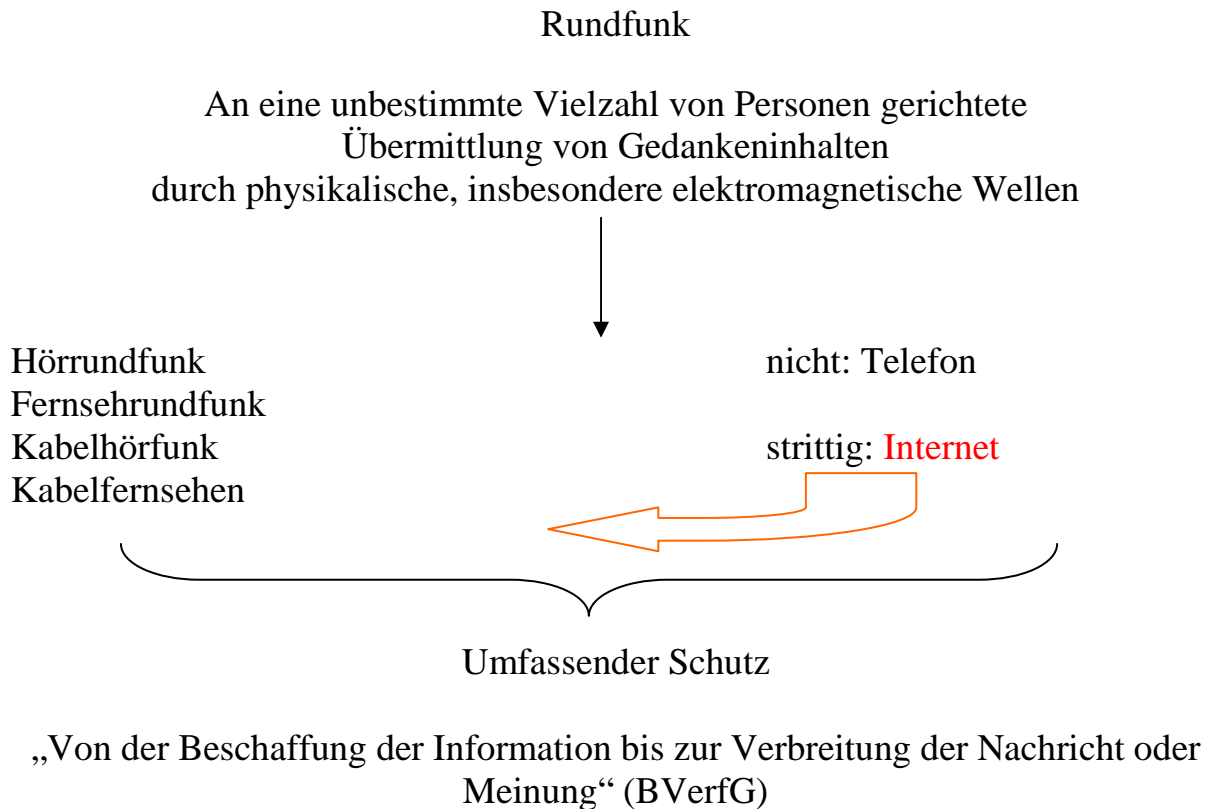 Rundfunk
An eine unbestimmte Vielzahl von Personen gerichtete
Übermittlung von Gedankeninhalten
durch physikalische, insbesondere elektromagnetische Wellen
Hörrundfunk
Fernsehrundfunk
Kabelhörfunk
Kabelfernsehen
nicht: Telefon
strittig: Internet
Umfassender Schutz
„Von der Beschaffung der Information bis zur Verbreitung der Nachricht oder
Meinung“ (BVerfG)